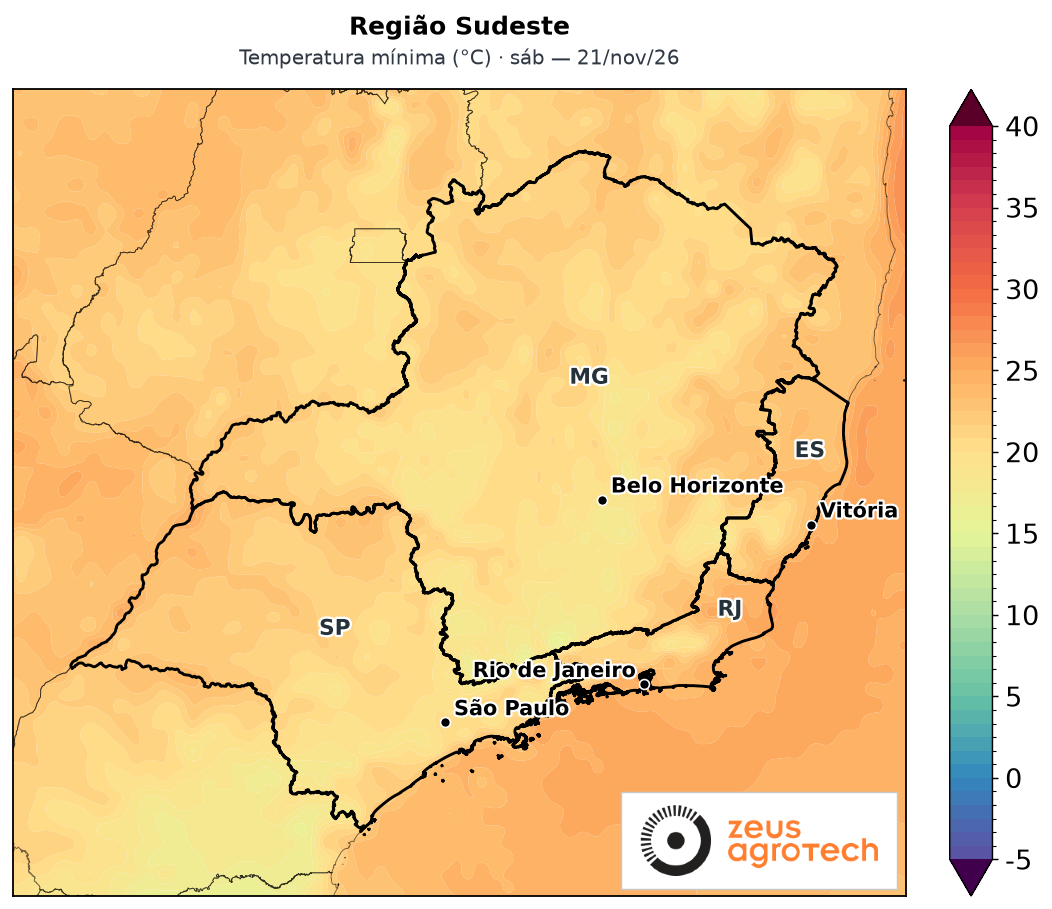 Região Sudeste
Temperatura mínima (°C) · sáb — 21/nov/26
40
35
30
25
20
15
10
5
0
-5
MG
ES
Belo Horizonte
Vitória
RJ
SP
Rio de Janeiro
São Paulo
zeus
agrotech